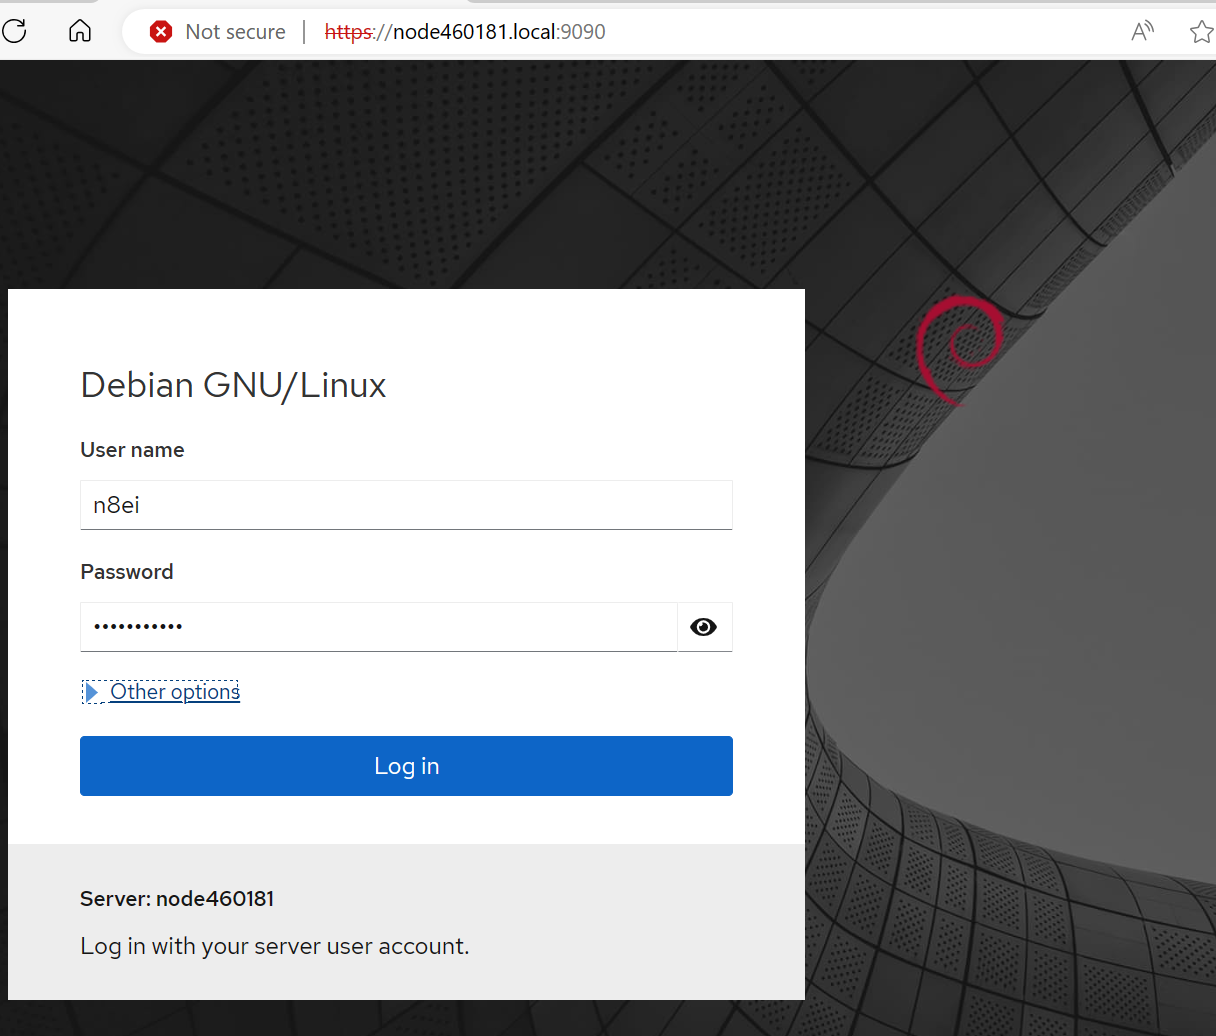 Not secure | https://node460181.local:9090
Debian GNU/Linux
User name
n8ei
Password
•••••••••••
Other options
Log in
Server: node460181
Log in with your server user account.